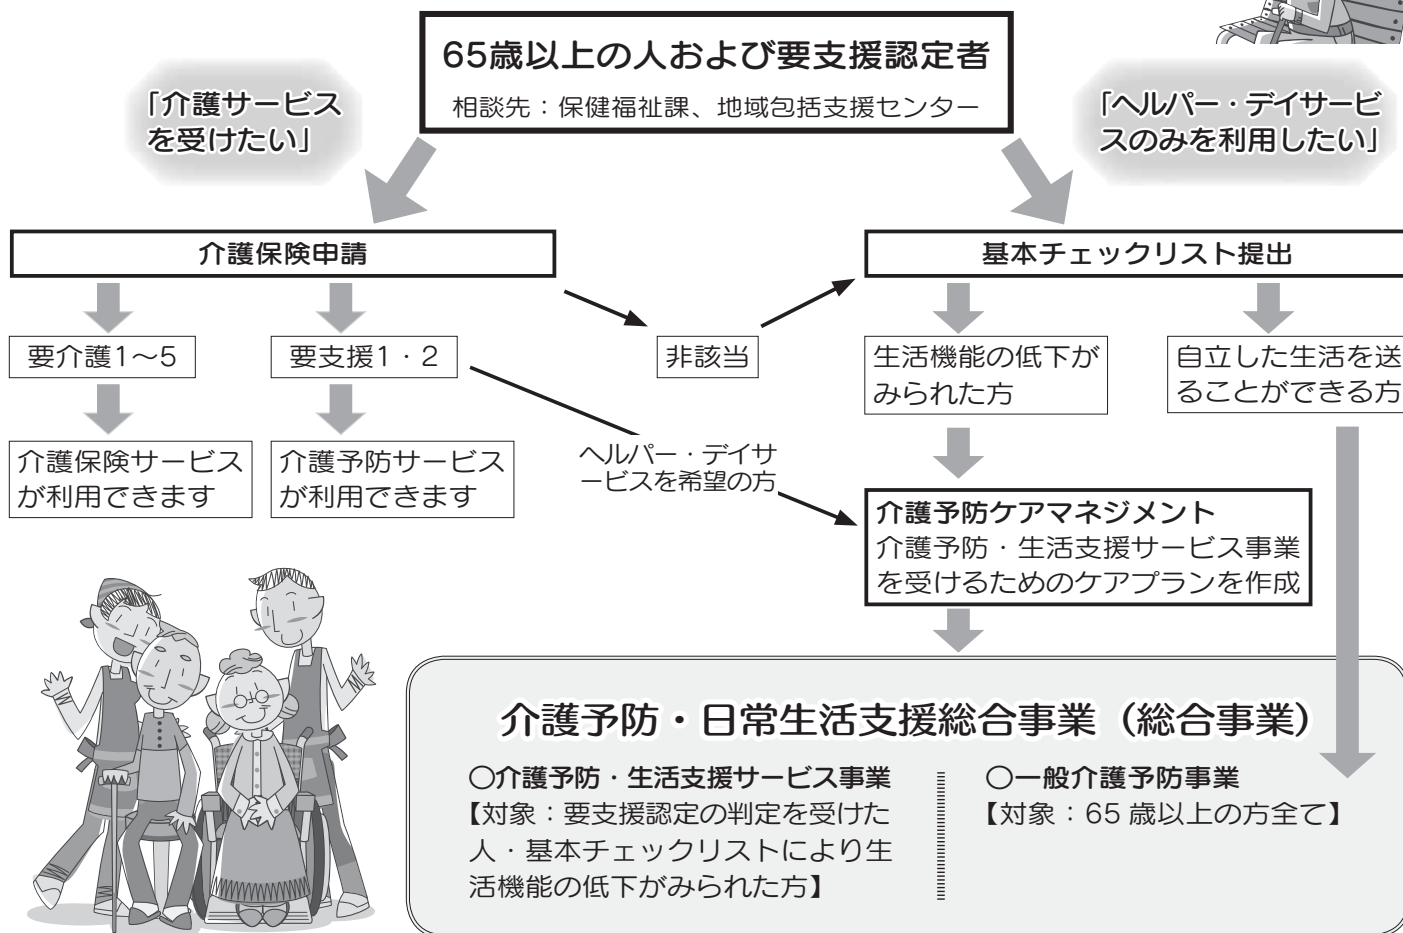 65歳以上の人および要支援認定者
相談先：保健福祉課、地域包括支援センター
「介護サービス
を受けたい」
「ヘルパー・デイサービ
スのみを利用したい」
介護保険申請
基本チェックリスト提出
要介護1～5
要支援1・2
非該当
生活機能の低下が
みられた方
自立した生活を送
ることができる方
介護保険サービス
が利用できます
介護予防サービス
が利用できます
ヘルパー・デイサ
ービスを希望の方
介護予防ケアマネジメント
介護予防・生活支援サービス事業
を受けるためのケアプランを作成
介護予防・日常生活支援総合事業（総合事業）
○介護予防・生活支援サービス事業
【対象：要支援認定の判定を受けた
人・基本チェックリストにより生
活機能の低下がみられた方】
○一般介護予防事業
【対象：65 歳以上の方全て】